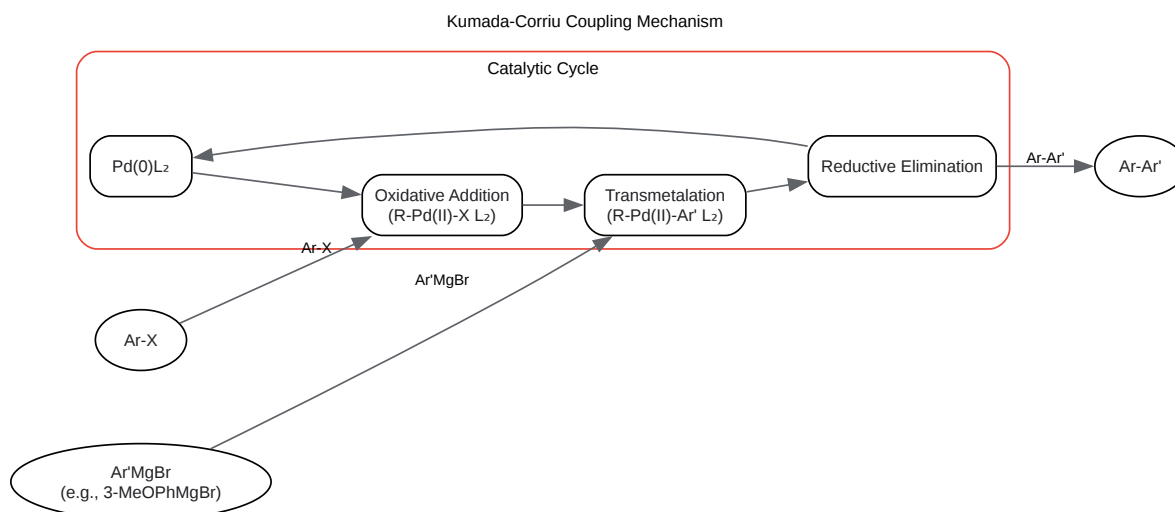 Kumada-Corriu Coupling Mechanism
Catalytic Cycle
Pd(0)L₂
Oxidative Addition
(R-Pd(II)-X L₂)
Transmetalation
(R-Pd(II)-Ar' L₂)
Reductive Elimination
Ar-Ar'
Ar-Ar'
Ar-X
Ar'MgBr
Ar-X
Ar'MgBr
(e.g., 3-MeOPhMgBr)